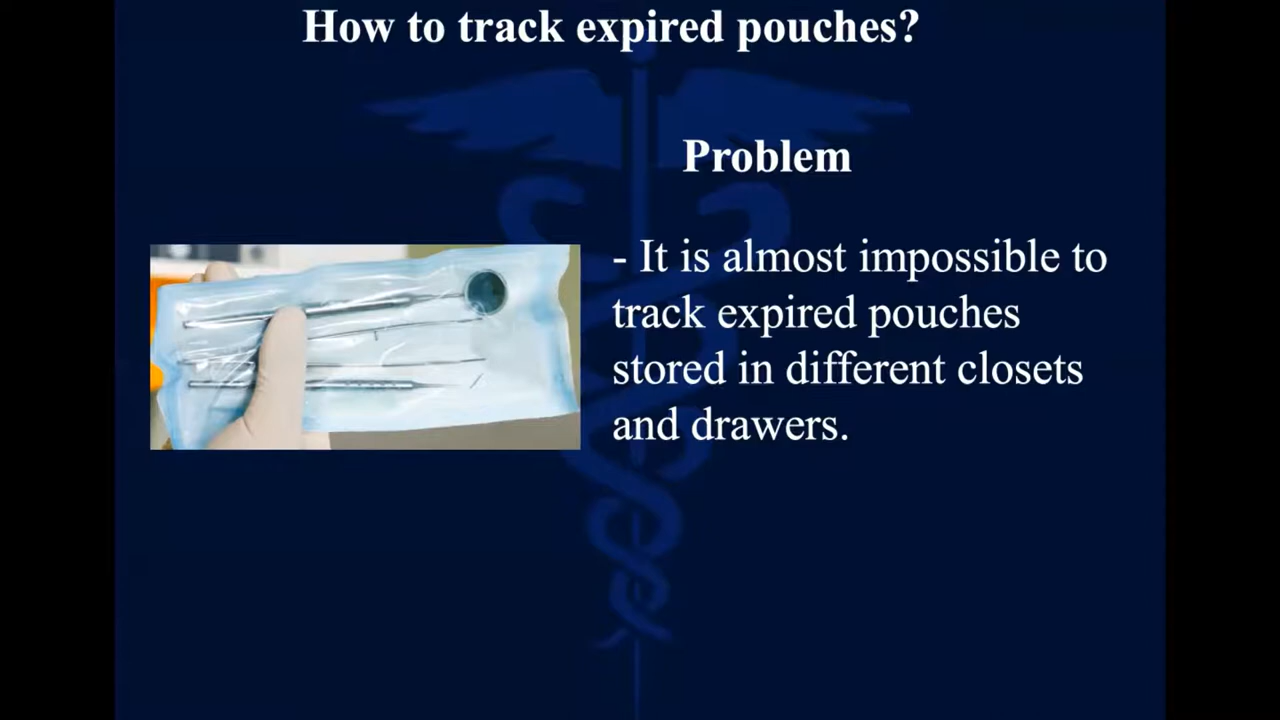 How to track expired pouches?
Problem
- It is almost impossible to
track expired pouches
stored in different closets
and drawers.